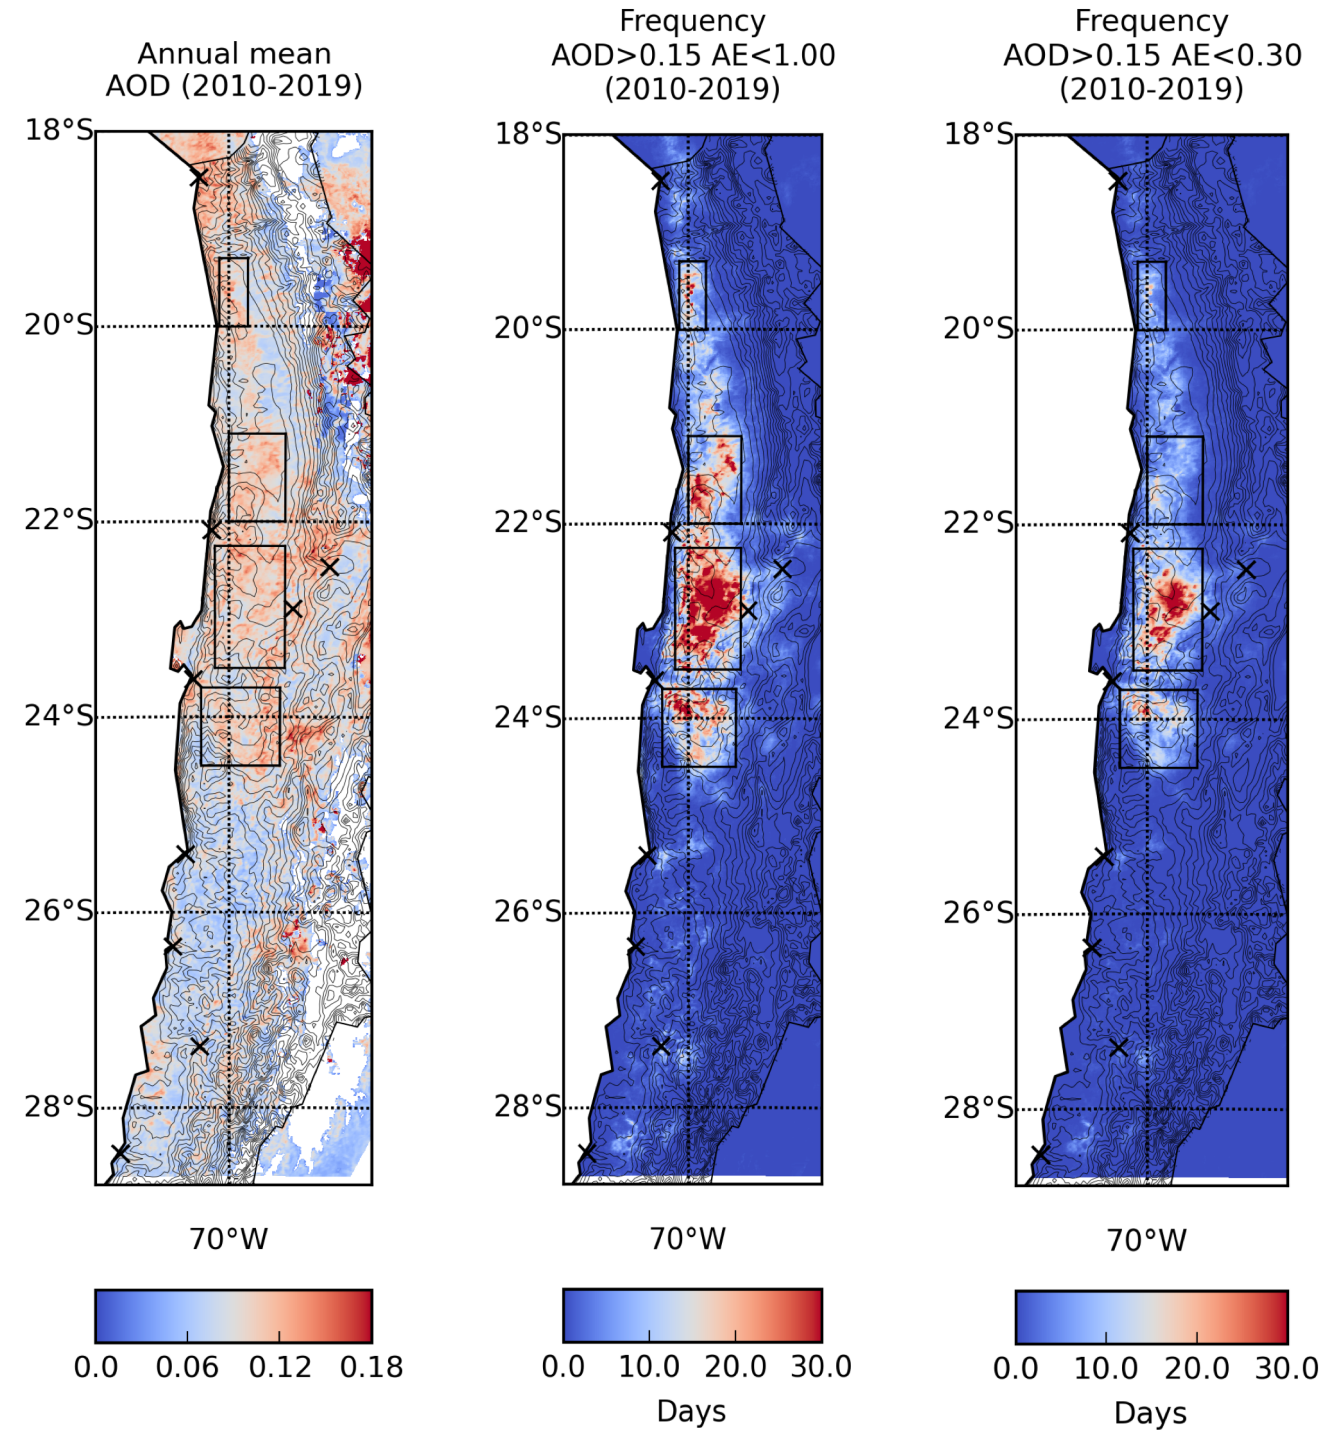 Annual mean
AOD (2010-2019)
18°S
20°S
22°S
24°S
26°S
28°S
70°W
0.0 0.06 0.12 0.18
Frequency
AOD>0.15 AE<1.00
(2010-2019)
18°S
20°S
22°S
24°S
26°S
28°S
70°W
0.0 10.0 20.0 30.0
Days
Frequency
AOD>0.15 AE<0.30
(2010-2019)
18°S
20°S
22°S
24°S
26°S
28°S
70°W
0.0 10.0 20.0 30.0
Days